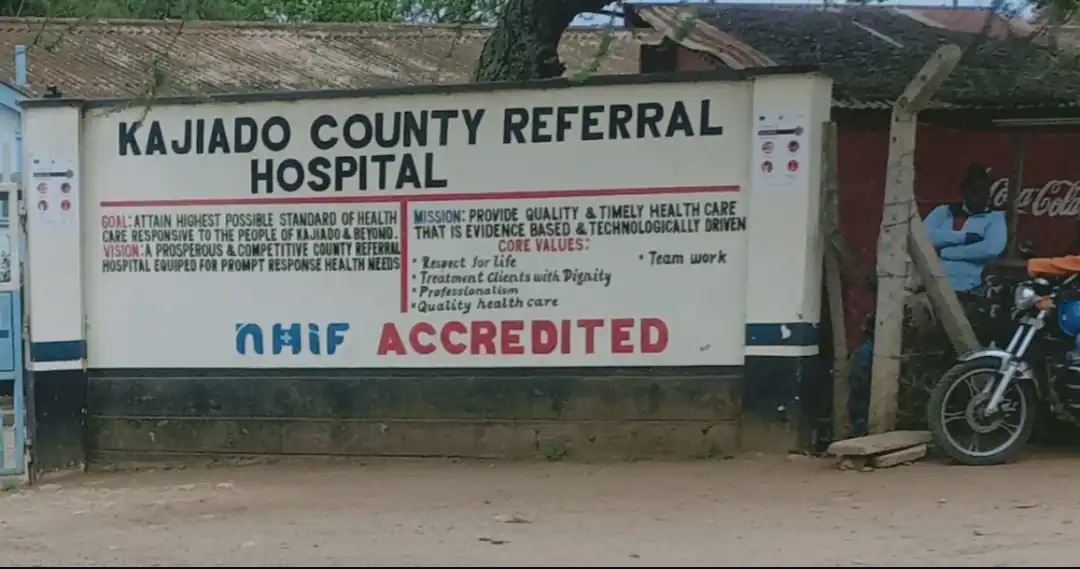 KAJIADO COUNTY REFERRAL
HOSPITAL
GOAL: ATTAIN HIGHEST POSSIBLE STANDARD OF HEALTH
CARE RESPONSIVE TO THE PEOPLE OF KAJIADO & BEYOND.
VISION: A PROSPEROUS & COMPETITIVE COUNTY REFERRAL
HOSPITAL EQUIPED FOR PROMPT RESPONSE HEALTH NEEDS
MISSION: PROVIDE QUALITY & TIMELY HEALTH CARE
THAT IS EVIDENCE BASED & TECHNOLOGICALLY DRIVEN
CORE VALUES:
* Respect for life
* Team work
* Treatment Clients with Dignity
* Professionalism
* Quality health care
NHIF ACCREDITED
Coca-Cola